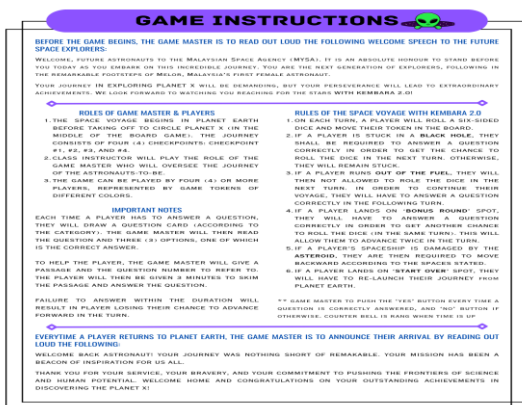 GAME INSTRUCTIONS
BEFORE THE GAME BEGINS, THE GAME MASTER IS TO READ OUT LOUD THE FOLLOWING WELCOME SPEECH TO THE FUTURE
SPACE EXPLORERS:
WELCOME, FUTURE ASTRONAUTS TO THE MALAYSIAN SPACE AGENCY (MYSA). IT IS AN ABSOLUTE HONOUR TO STAND BEFORE
YOU TODAY AS YOU EMBARK ON THIS INCREDIBLE JOURNEY. YOU ARE THE NEXT GENERATION OF EXPLORERS, FOLLOWING IN
THE REMARKABLE FOOTSTEPS OF MELOR, MALAYSIA'S FIRST FEMALE ASTRONAUT.
YOUR JOURNEY IN EXPLORING PLANET X WILL BE DEMANDING, BUT YOUR PERSEVERANCE WILL LEAD TO EXTRAORDINARY
ACHIEVEMENTS. WE LOOK FORWARD TO WATCHING YOU REACHING FOR THE STARS WITH KEMBARA 2.0!
ROLES OF GAME MASTER & PLAYERS
1. THE SPACE VOYAGE BEGINS IN PLANET EARTH
BEFORE TAKING OFF TO CIRCLE PLANET X (IN THE
MIDDLE OF THE BOARD GAME). THE JOURNEY
CONSISTS OF FOUR (4) CHECKPOINTS: CHECKPOINT
#1, #2, #3, AND #4.
2. CLASS INSTRUCTOR WILL PLAY THE ROLE OF THE
GAME MASTER WHO WILL OVERSEE THE JOURNEY
OF THE ASTRONAUTS-TO-BE.
3. THE GAME CAN BE PLAYED BY FOUR (4) OR MORE
PLAYERS, REPRESENTED BY GAME TOKENS OF
DIFFERENT COLORS.
IMPORTANT NOTES
EACH TIME A PLAYER HAS TO ANSWER A QUESTION,
THEY WILL DRAW A QUESTION CARD (ACCORDING TO
THE CATEGORY). THE GAME MASTER WILL THEN READ
THE QUESTION AND THREE (3) OPTIONS, ONE OF WHICH
IS THE CORRECT ANSWER.
TO HELP THE PLAYER, THE GAME MASTER WILL GIVE A
PASSAGE AND THE QUESTION NUMBER TO REFER TO.
THE PLAYER WILL THEN BE GIVEN 3 MINUTES TO SKIM
THE PASSAGE AND ANSWER THE QUESTION.
FAILURE TO ANSWER WITHIN THE DURATION WILL
RESULT IN PLAYER LOSING THEIR CHANCE TO ADVANCE
FORWARD IN THE TURN.
RULES OF THE SPACE VOYAGE WITH KEMBARA 2.0
1. ON EACH TURN, A PLAYER WILL ROLL A SIX-SIDED
DICE AND MOVE THEIR TOKEN IN THE BOARD.
2. IF A PLAYER IS STUCK IN A BLACK HOLE, THEY
SHALL BE REQUIRED TO ANSWER A QUESTION
CORRECTLY IN ORDER TO GET THE CHANCE TO
ROLL THE DICE IN THE NEXT TURN. OTHERWISE,
THEY WILL REMAIN STUCK.
3. IF A PLAYER RUNS OUT OF THE FUEL, THEY WILL
THEN NOT ALLOWED TO ROLL THE DICE IN THE
NEXT TURN. IN ORDER TO CONTINUE THEIR
VOYAGE, THEY WILL HAVE TO ANSWER A QUESTION
CORRECTLY IN THE FOLLOWING TURN.
4. IF A PLAYER LANDS ON 'BONUS ROUND' SPOT,
THEY WILL HAVE TO ANSWER A QUESTION
CORRECTLY IN ORDER TO GET ANOTHER CHANCE
TO ROLL THE DICE (IN THE SAME TURN). THIS WILL
ALLOW THEM TO ADVANCE TWICE IN THE TURN.
5. IF A PLAYER'S SPACESHIP IS DAMAGED BY THE
ASTEROID, THEY ARE THEN REQUIRED TO MOVE
BACKWARD ACCORDING TO THE SPACES STATED.
6. IF A PLAYER LANDS ON 'START OVER' SPOT, THEY
WILL HAVE TO RE-LAUNCH THEIR JOURNEY FROM
PLANET EARTH.
** GAME MASTER TO PUSH THE "YES" BUTTON EVERY TIME A
QUESTION IS CORRECTLY ANSWERED, AND "NO" BUTTON IF
OTHERWISE. COUNTER BELL IS RANG WHEN TIME IS UP
EVERYTIME A PLAYER RETURNS TO PLANET EARTH, THE GAME MASTER IS TO ANNOUNCE THEIR ARRIVAL BY READING OUT
LOUD THE FOLLOWING:
WELCOME BACK ASTRONAUT! YOUR JOURNEY WAS NOTHING SHORT OF REMARKABLE. YOUR MISSION HAS BEEN A
BEACON OF INSPIRATION FOR US ALL.
THANK YOU FOR YOUR SERVICE, YOUR BRAVERY, AND YOUR COMMITMENT TO PUSHING THE FRONTIERS OF SCIENCE
AND HUMAN POTENTIAL. WELCOME HOME AND CONGRATULATIONS ON YOUR OUTSTANDING ACHIEVEMENTS IN
DISCOVERING THE PLANET X!